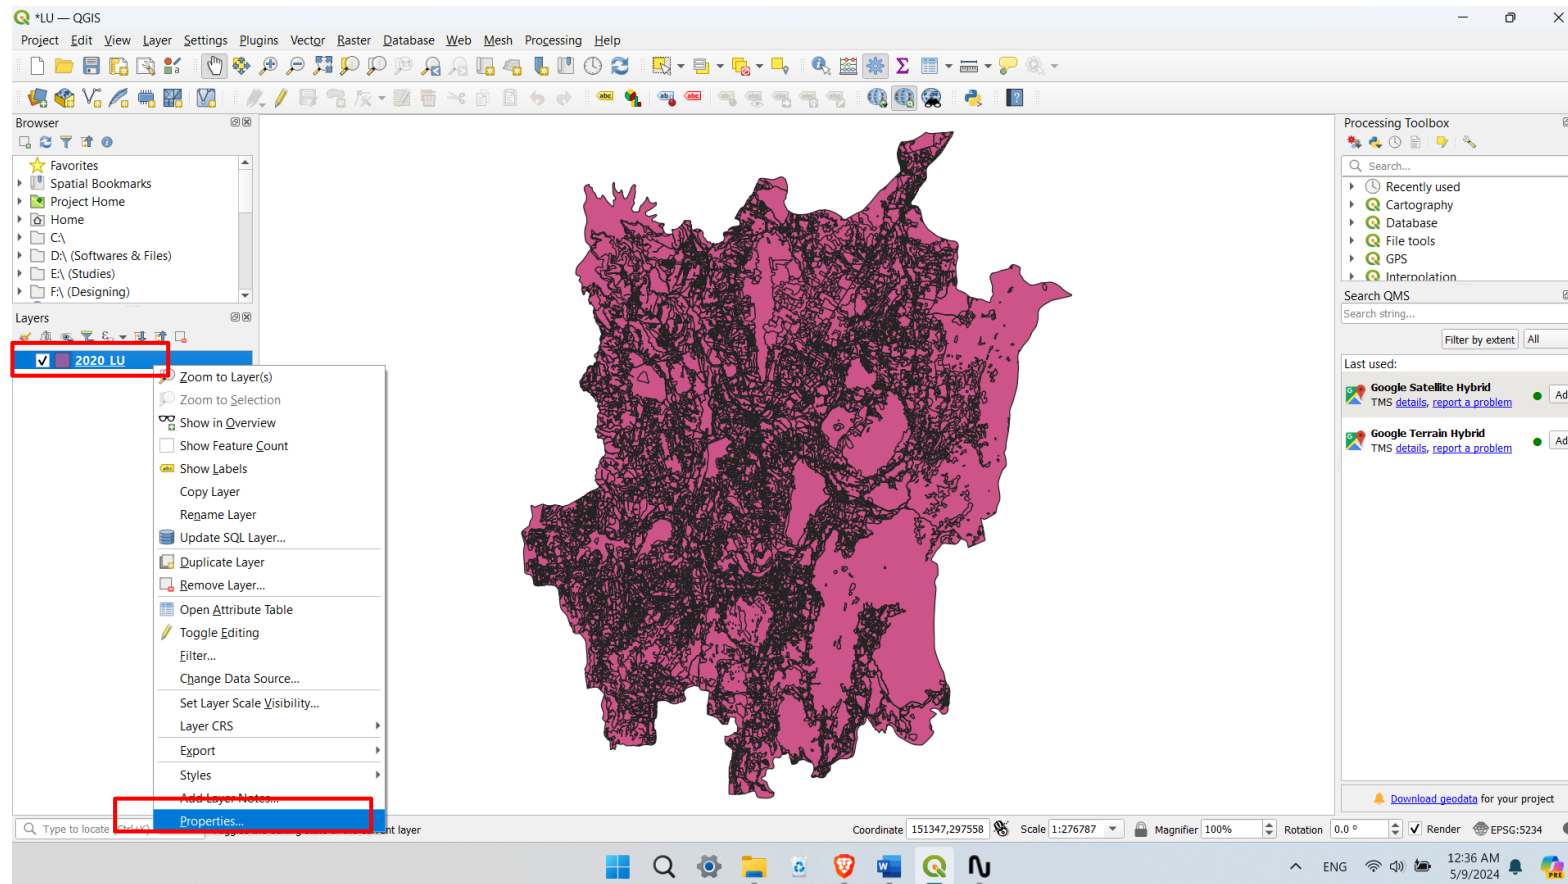 *LU — QGIS
Project Edit View Layer Settings Plugins Vector Raster Database Web Mesh Processing Help
Browser
Favorites
Spatial Bookmarks
Project Home
Home
C:\
D:\ (Softwares & Files)
E:\ (Studies)
F:\ (Designing)
Layers
2020_LU
Zoom to Layer(s)
Zoom to Selection
Show in Overview
Show Feature Count
Show Labels
Copy Layer
Rename Layer
Update SQL Layer...
Duplicate Layer
Remove Layer...
Open Attribute Table
Toggle Editing
Filter...
Change Data Source...
Set Layer Scale Visibility...
Layer CRS
Export
Styles
Add Layer Notes...
Properties...
Processing Toolbox
Search...
Recently used
Cartography
Database
File tools
GPS
Interpolation
Search QMS
Search string...
Filter by extent All
Last used:
Google Satellite Hybrid
TMS details, report a problem
Ad
Google Terrain Hybrid
TMS details, report a problem
Ad
Download geodata for your project
Type to locate (Ctrl+K) layer
Coordinate 151347,297558 Scale 1:276787 Magnifier 100% Rotation 0.0 ° Render EPSG:5234
ENG 12:36 AM
5/9/2024
PRE